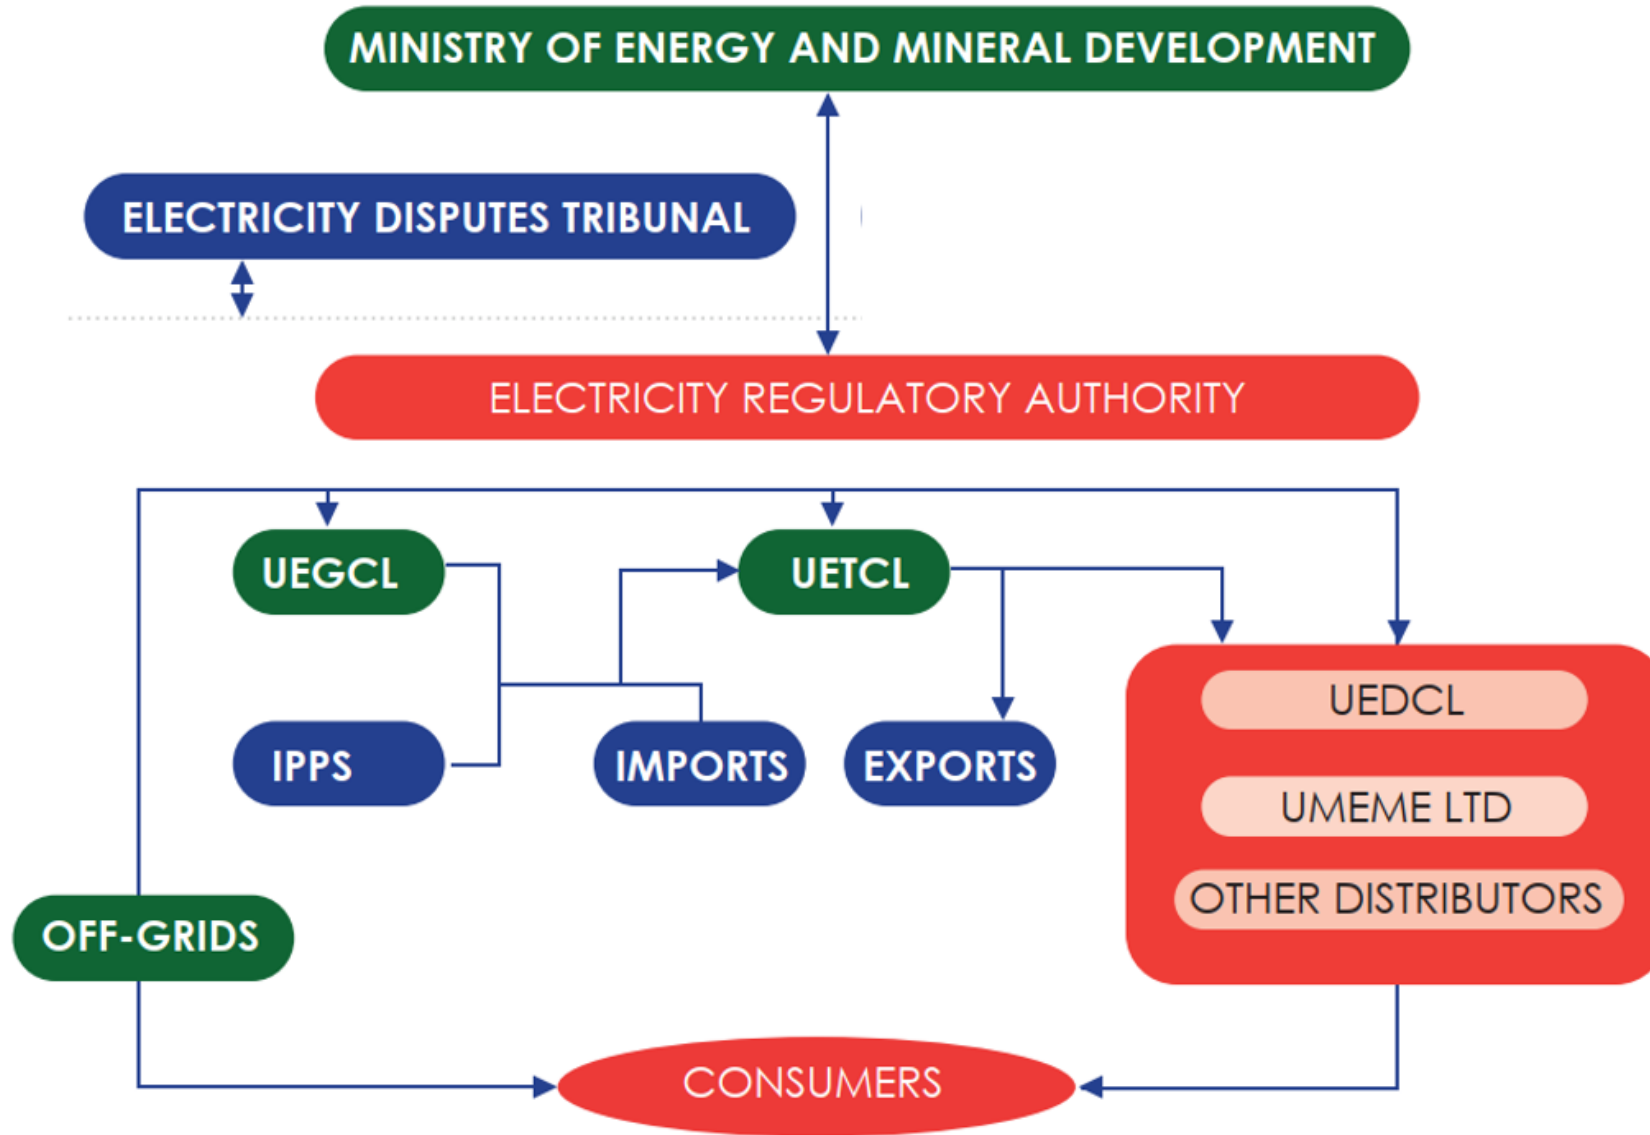 MINISTRY OF ENERGY AND MINERAL DEVELOPMENT
ELECTRICITY DISPUTES TRIBUNAL
ELECTRICITY REGULATORY AUTHORITY
UEGCL
UETCL
UEDCL
IPPS
IMPORTS
EXPORTS
UMEME LTD
OTHER DISTRIBUTORS
OFF-GRIDS
CONSUMERS